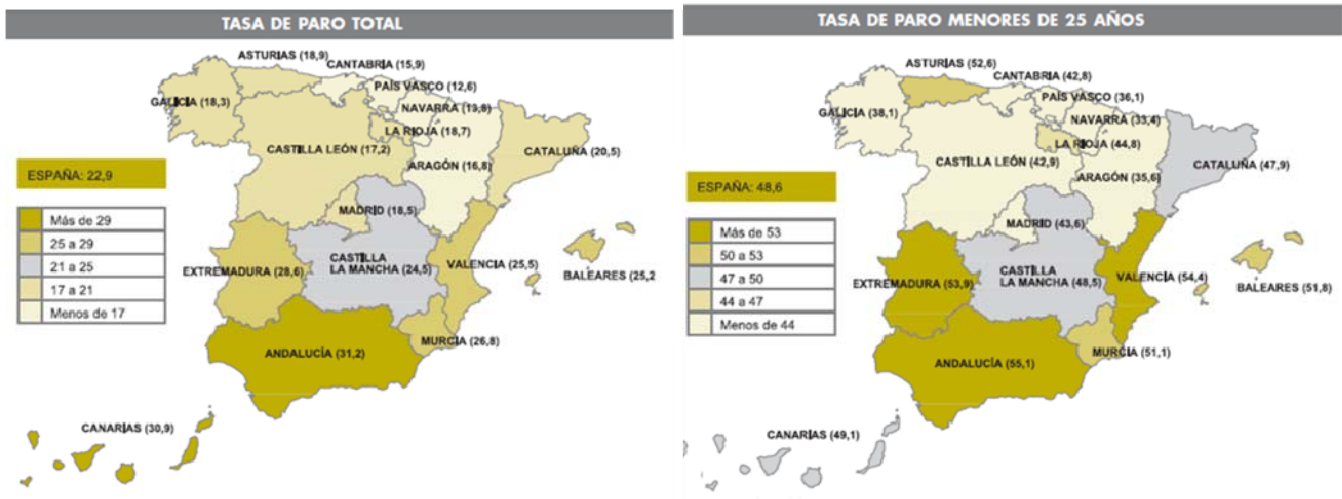 TASA DE PARO TOTAL
ASTURIAS (18,9)
CANTABRIA (15,9)
PAÍS VASCO (12,6)
GALICIA (18,3)
NAVARRA (13,8)
LA RIOJA (18,7)
CASTILLA LEÓN (17,2)
CATALUÑA (20,5)
ARAGÓN (16,8)
ESPAÑA: 22,9
Más de 29
25 a 29
21 a 25
17 a 21
Menos de 17
MADRID (18,5)
CASTILLA
LA MANCHA (24,5)
VALENCIA (25,5)
EXTREMADURA (28,6)
BALEARES (25,2
MURCIA (26,8)
ANDALUCÍA (31,2)
CANARÍAS (30,9)
TASA DE PARO MENORES DE 25 AÑOS
ASTURIAS (52,6)
CANTABRIA (42,8)
PAÍS VASCO (36,1)
GALICIA (38,1)
NAVARRA (33,4)
LA RIOJA (44,8)
CASTILLA LEÓN (42,9)
CATALUÑA (47,9)
ARAGÓN (35,6)
ESPAÑA: 48,6
Más de 53
50 a 53
47 a 50
44 a 47
Menos de 44
MADRID (43,6)
CASTILLA
LA MANCHA (48,5)
VALENCÍA (54,4)
EXTREMADURA (53,9)
BALEARES (51,8)
MURCIA (51,1)
ANDALUCÍA (55,1)
CANARÍAS (49,1)